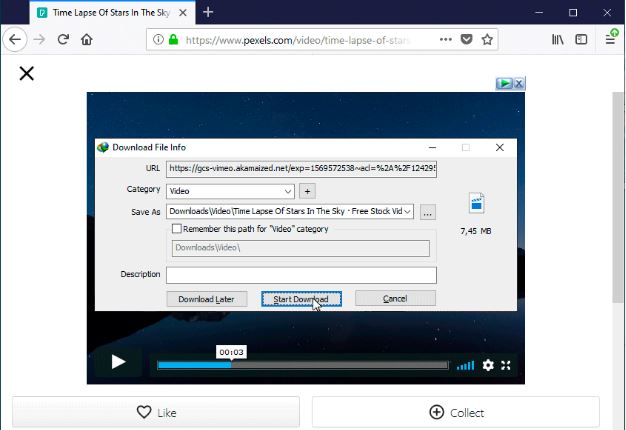 Time Lapse Of Stars In The Sky
https://www.pexels.com/video/time-lapse-of-stars
Download File Info
URL https://gcs-vimeo.akamaized.net/exp=1569572538~acl=%2A%2F124295
Category Video
Save As Downloads\Video\Time Lapse Of Stars In The Sky · Free Stock Vid
...
7,45 MB
Remember this path for "Video" category
Downloads\Video\
Description
Download Later Start Download Cancel
00:03
Like Collect